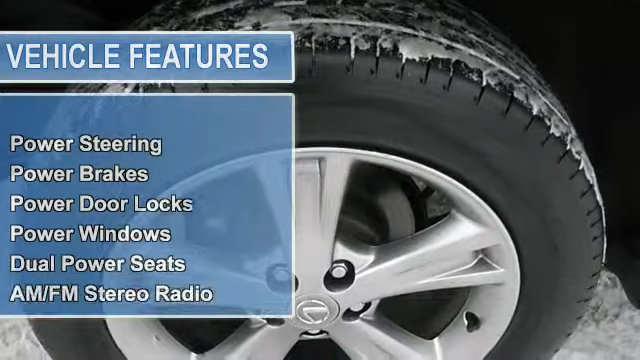 VEHICLE FEATURES
Power Steering
Power Brakes
Power Door Locks
Power Windows
Dual Power Seats
AM/FM Stereo Radio